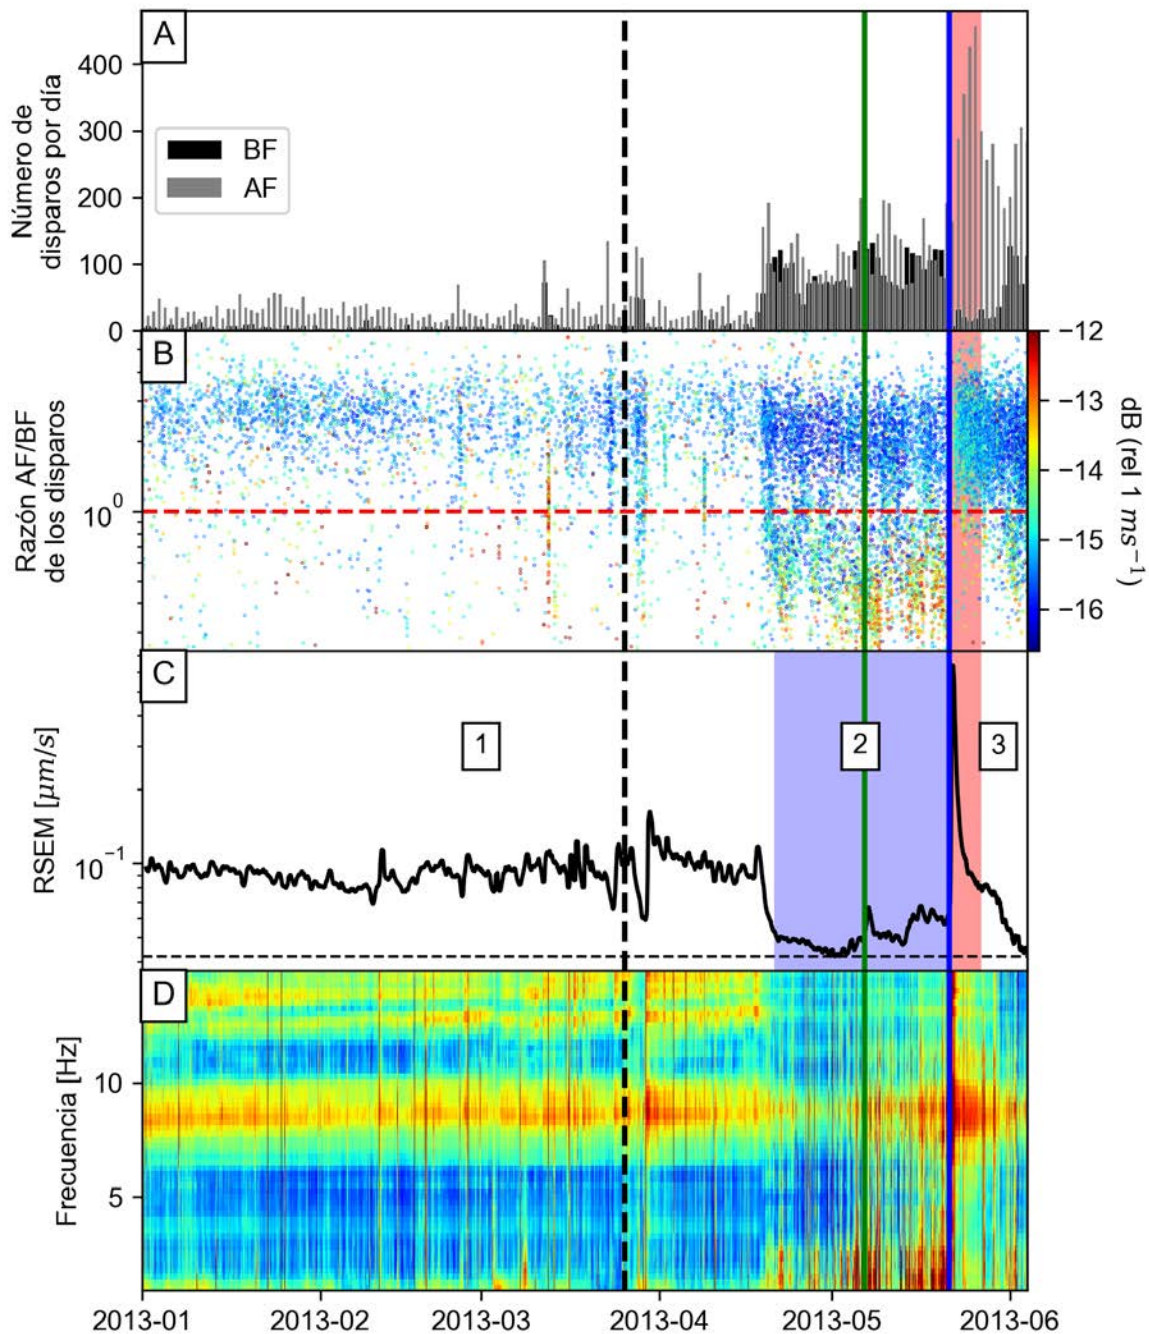 A
400
300
200
100
0
Número de
disparos por día
BF
AF
B
10^0
Razón AF/BF
de los disparos
−12
−13
−14
−15
−16
dB (rel 1 ms^−1)
C
1
2
3
10^−1
RSEM [μm/s]
D
10
5
Frecuencia [Hz]
2013-01 2013-02 2013-03 2013-04 2013-05 2013-06